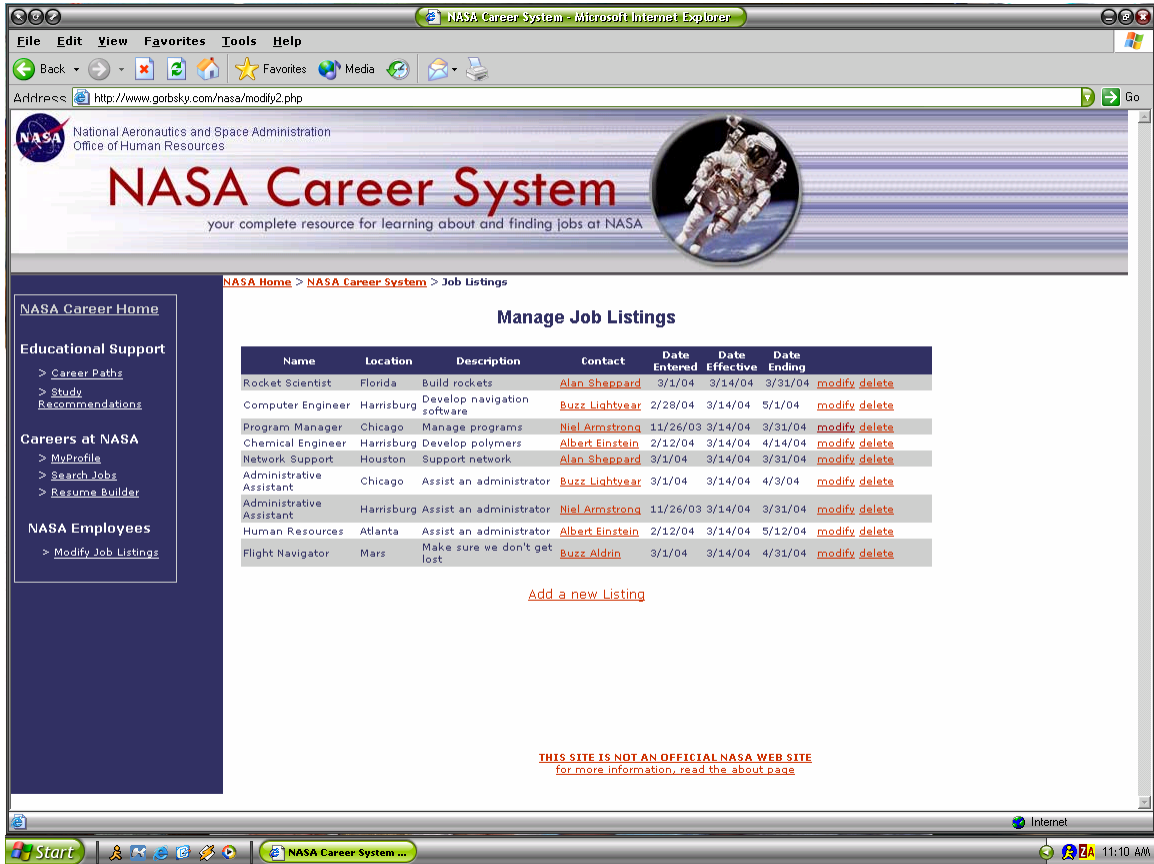 NASA Career System - Microsoft Internet Explorer
File Edit View Favorites Tools Help
Back Favorites Media
Address http://www.gorbsky.com/nasa/modify2.php Go
NASA
National Aeronautics and Space Administration
Office of Human Resources
NASA Career System
your complete resource for learning about and finding jobs at NASA
NASA Home > NASA Career System > Job Listings
NASA Career Home
Educational Support
> Career Paths
> Study
Recommendations
Careers at NASA
> MyProfile
> Search Jobs
> Resume Builder
NASA Employees
> Modify Job Listings
Manage Job Listings
Name Location Description Contact Date Entered Date Effective Date Ending
Rocket Scientist Florida Build rockets Alan Sheppard 3/1/04 3/14/04 3/31/04 modify delete
Computer Engineer Harrisburg Develop navigation software Buzz Lightyear 2/28/04 3/14/04 5/1/04 modify delete
Program Manager Chicago Manage programs Niel Armstrong 11/26/03 3/14/04 3/31/04 modify delete
Chemical Engineer Harrisburg Develop polymers Albert Einstein 2/12/04 3/14/04 4/14/04 modify delete
Network Support Houston Support network Alan Sheppard 3/1/04 3/14/04 3/31/04 modify delete
Administrative Assistant Chicago Assist an administrator Buzz Lightyear 3/1/04 3/14/04 4/3/04 modify delete
Administrative Assistant Harrisburg Assist an administrator Niel Armstrong 11/26/03 3/14/04 3/31/04 modify delete
Human Resources Atlanta Assist an administrator Albert Einstein 2/12/04 3/14/04 5/12/04 modify delete
Flight Navigator Mars Make sure we don't get lost Buzz Aldrin 3/1/04 3/14/04 4/31/04 modify delete
Add a new Listing
THIS SITE IS NOT AN OFFICIAL NASA WEB SITE
for more information, read the about page
Internet
Start NASA Career System ... ZA 11:10 AM